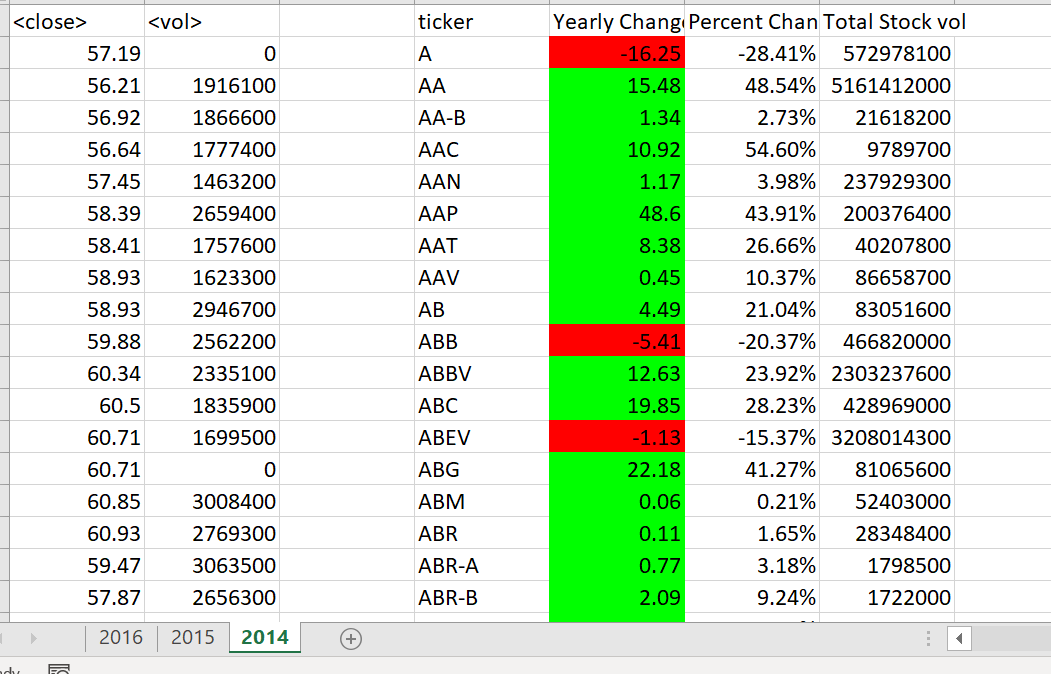 <close> <vol> ticker Yearly Chang Percent Chan Total Stock vol
57.19 0 A -16.25 -28.41% 572978100
56.21 1916100 AA 15.48 48.54% 5161412000
56.92 1866600 AA-B 1.34 2.73% 21618200
56.64 1777400 AAC 10.92 54.60% 9789700
57.45 1463200 AAN 1.17 3.98% 237929300
58.39 2659400 AAP 48.6 43.91% 200376400
58.41 1757600 AAT 8.38 26.66% 40207800
58.93 1623300 AAV 0.45 10.37% 86658700
58.93 2946700 AB 4.49 21.04% 83051600
59.88 2562200 ABB -5.41 -20.37% 466820000
60.34 2335100 ABBV 12.63 23.92% 2303237600
60.5 1835900 ABC 19.85 28.23% 428969000
60.71 1699500 ABEV -1.13 -15.37% 3208014300
60.71 0 ABG 22.18 41.27% 81065600
60.85 3008400 ABM 0.06 0.21% 52403000
60.93 2769300 ABR 0.11 1.65% 28348400
59.47 3063500 ABR-A 0.77 3.18% 1798500
57.87 2656300 ABR-B 2.09 9.24% 1722000
2016 2015 2014